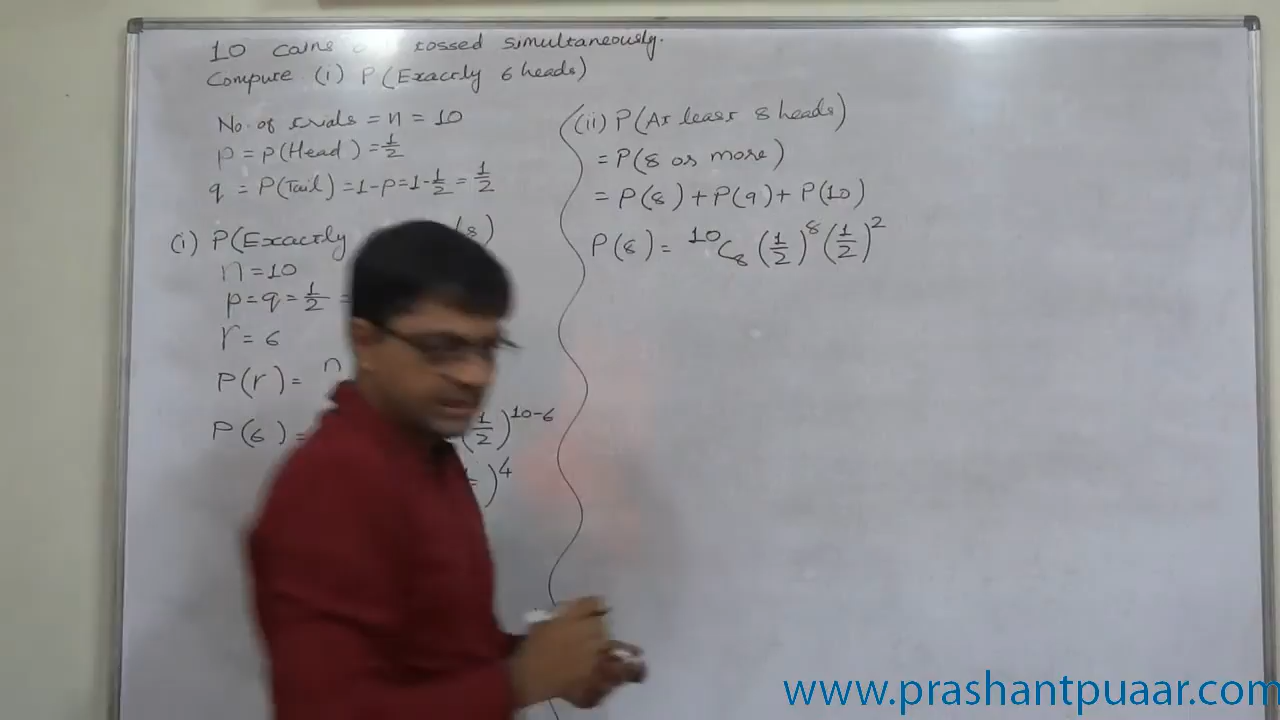 10 coins tossed simultaneously.
Compute (i) P(Exactly 6 heads)
No. of trials = n = 10
p = P(Head) = 1/2
q = P(Tail) = 1-p = 1-1/2 = 1/2
(i) P(Exactly s)
n = 10
p = q = 1/2 =
r = 6
P(r) = n
P(6) = (1/2)^10-6
)^4
(ii) P(At least 8 heads)
= P(8 or more)
= P(8) + P(9) + P(10)
P(8) = ^10C_8 (1/2)^8 (1/2)^2
www.prashantpuaar.com